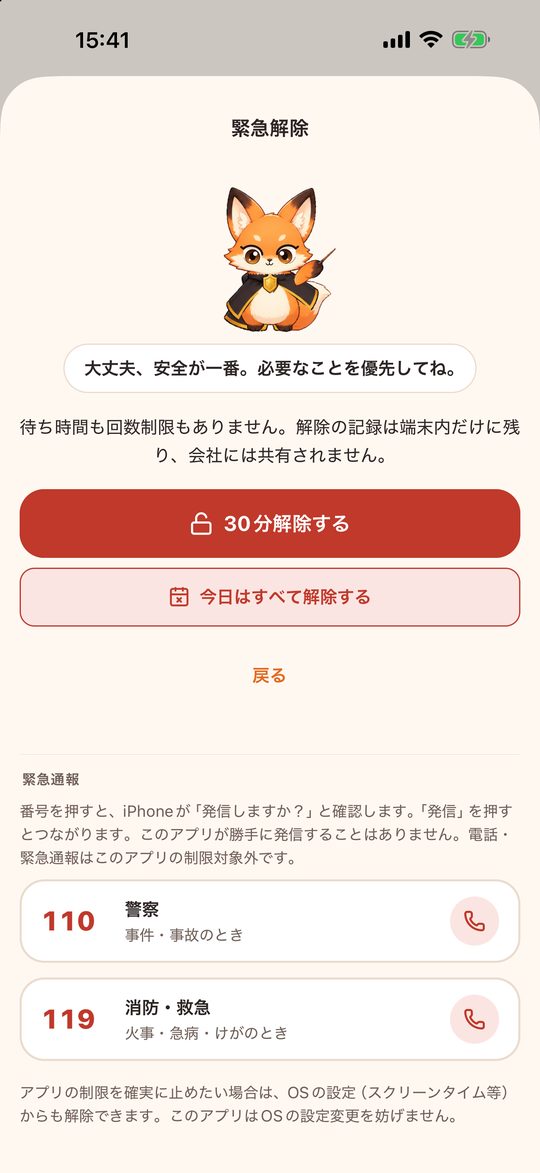 15:41
緊急解除
大丈夫、安全が一番。必要なことを優先してね。
待ち時間も回数制限もありません。解除の記録は端末内だけに残
り、会社には共有されません。
30分解除する
今日はすべて解除する
戻る
緊急通報
番号を押すと、iPhoneが「発信しますか？」と確認します。「発信」を押す
とつながります。このアプリが勝手に発信することはありません。電話・
緊急通報はこのアプリの制限対象外です。
110
警察
事件・事故のとき
119
消防・救急
火事・急病・けがのとき
アプリの制限を確実に止めたい場合は、OSの設定（スクリーンタイム等）
からも解除できます。このアプリはOSの設定変更を妨げません。